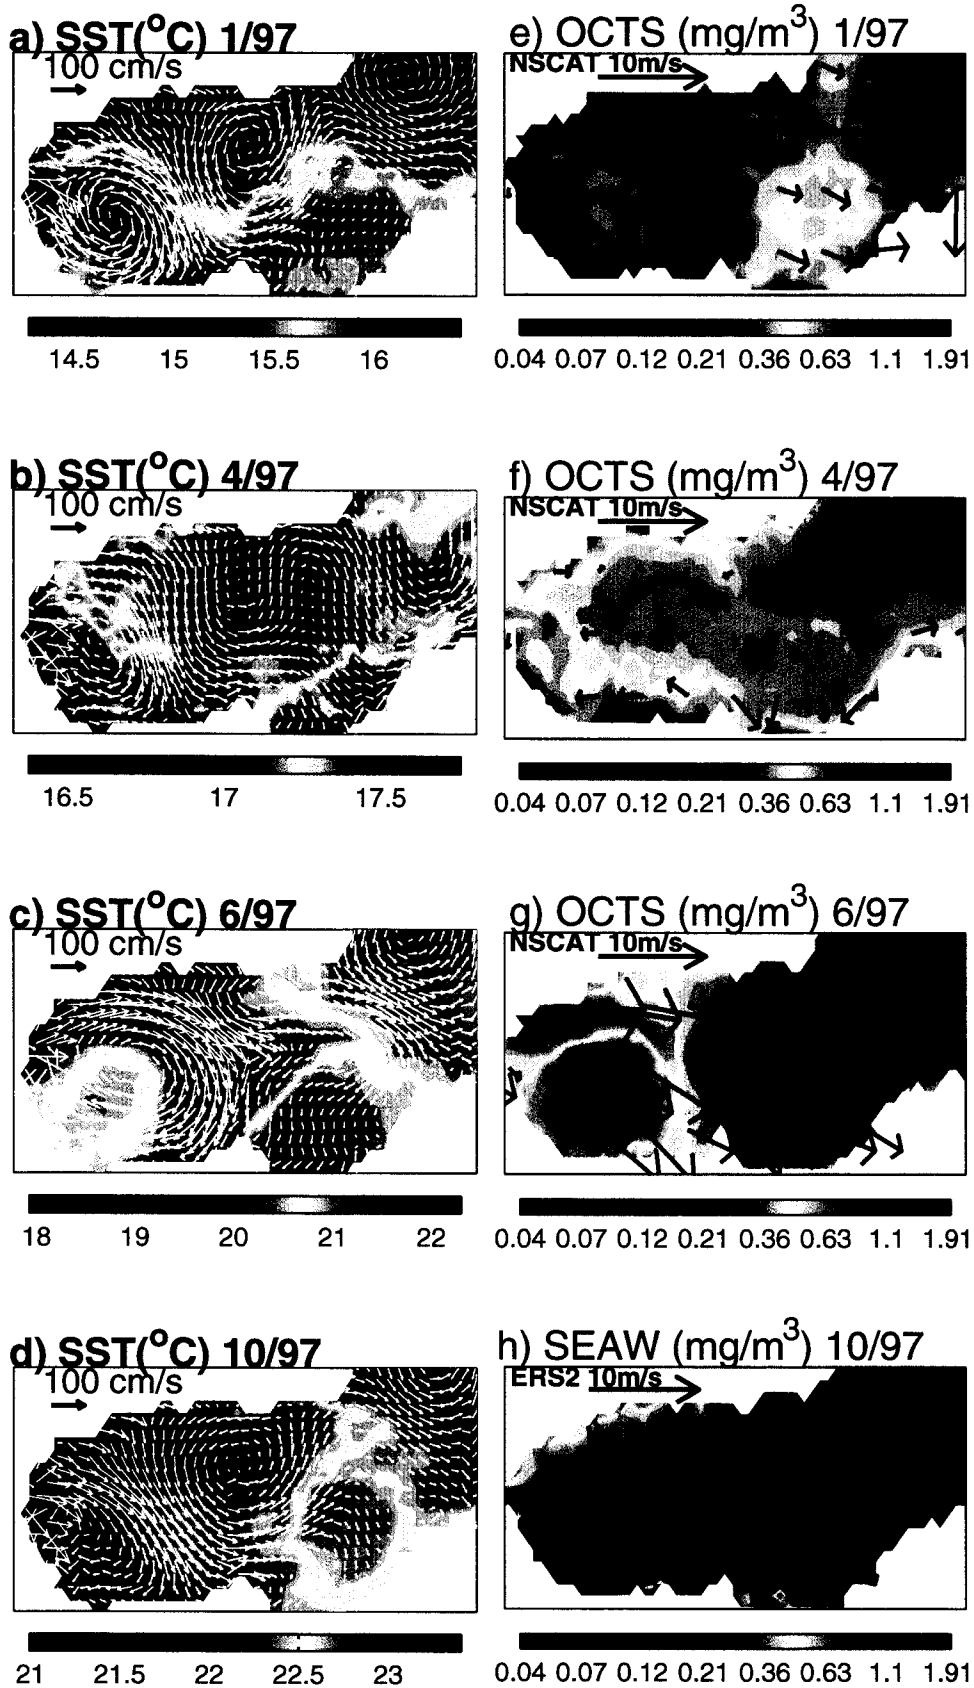 a) SST(°C) 1/97
100 cm/s
14.5 15 15.5 16
e) OCTS (mg/m³) 1/97
NSCAT 10m/s
0.04 0.07 0.12 0.21 0.36 0.63 1.1 1.91
b) SST(°C) 4/97
100 cm/s
16.5 17 17.5
f) OCTS (mg/m³) 4/97
NSCAT 10m/s
0.04 0.07 0.12 0.21 0.36 0.63 1.1 1.91
c) SST(°C) 6/97
100 cm/s
18 19 20 21 22
g) OCTS (mg/m³) 6/97
NSCAT 10m/s
0.04 0.07 0.12 0.21 0.36 0.63 1.1 1.91
d) SST(°C) 10/97
100 cm/s
21 21.5 22 22.5 23
h) SEAW (mg/m³) 10/97
ERS2 10m/s
0.04 0.07 0.12 0.21 0.36 0.63 1.1 1.91